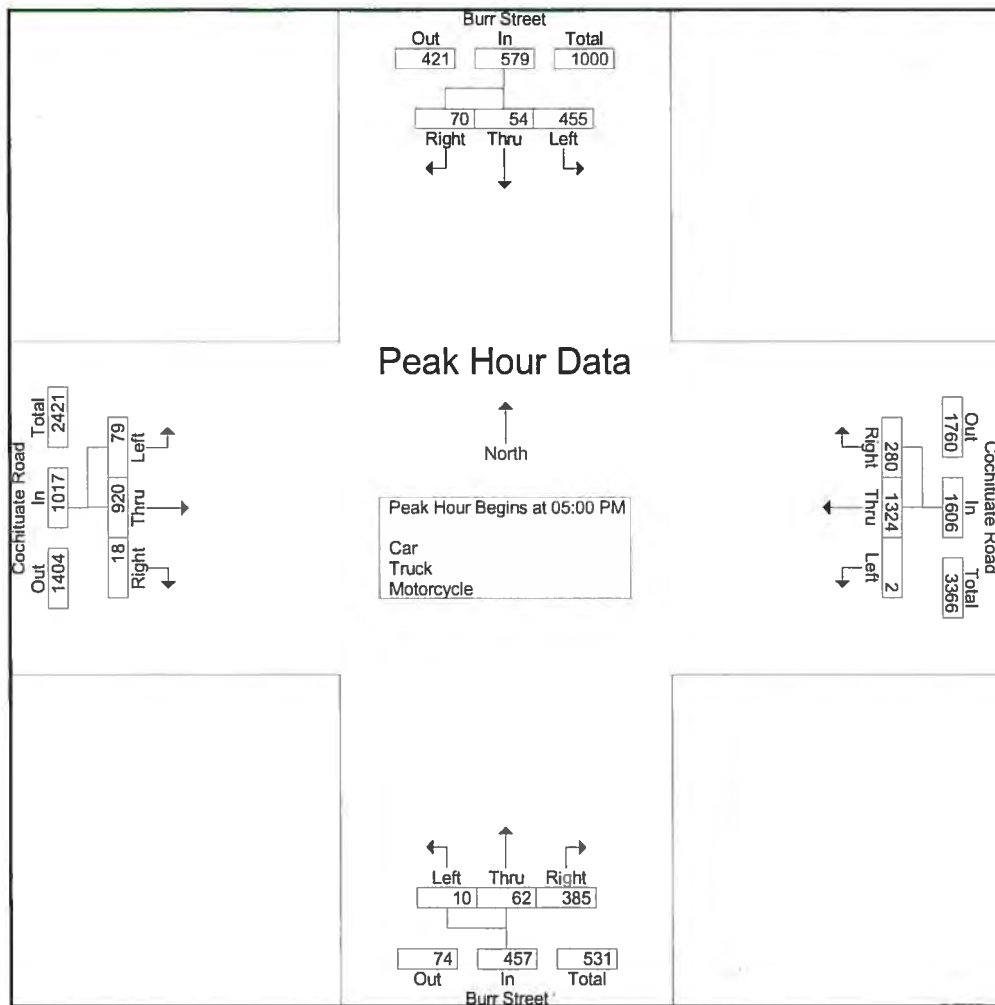 Burr Street
Out In Total
421 579 1000
70 54 455
Right Thru Left
Peak Hour Data
North
Peak Hour Begins at 05:00 PM
Car
Truck
Motorcycle
Cochituate Road
Out In Total
1404 1017 2421
18 920 79
Right Thru Left
Cochituate Road
Out In Total
1760 1606 3366
280 1324 2
Right Thru Left
Left Thru Right
10 62 385
74 457 531
Out In Total
Burr Street